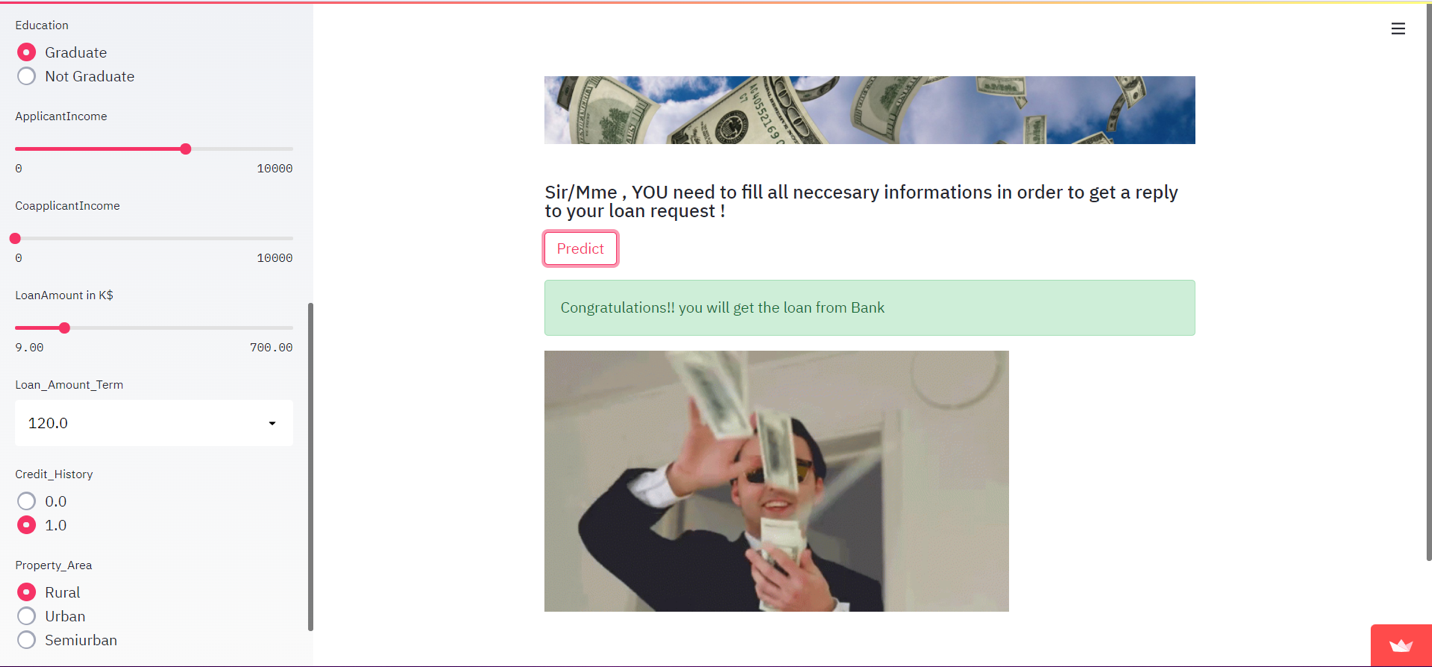 Education
Graduate
Not Graduate
ApplicantIncome
0 10000
CoapplicantIncome
0 10000
LoanAmount in K$
9.00 700.00
Loan_Amount_Term
120.0
Credit_History
0.0
1.0
Property_Area
Rural
Urban
Semiurban
Sir/Mme , YOU need to fill all neccesary informations in order to get a reply
to your loan request !
Predict
Congratulations!! you will get the loan from Bank